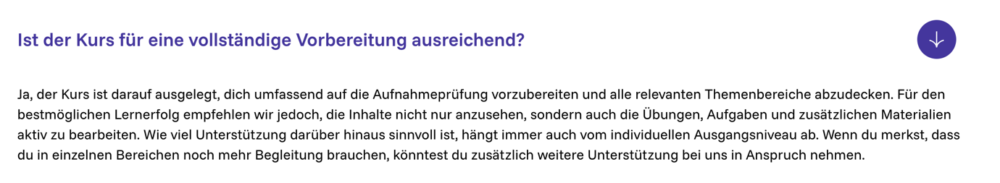 Ist der Kurs für eine vollständige Vorbereitung ausreichend?
Ja, der Kurs ist darauf ausgelegt, dich umfassend auf die Aufnahmeprüfung vorzubereiten und alle relevanten Themenbereiche abzudecken. Für den
bestmöglichen Lernerfolg empfehlen wir jedoch, die Inhalte nicht nur anzusehen, sondern auch die Übungen, Aufgaben und zusätzlichen Materialien
aktiv zu bearbeiten. Wie viel Unterstützung darüber hinaus sinnvoll ist, hängt immer auch vom individuellen Ausgangsniveau ab. Wenn du merkst, dass
du in einzelnen Bereichen noch mehr Begleitung brauchen, könntest du zusätzlich weitere Unterstützung bei uns in Anspruch nehmen.